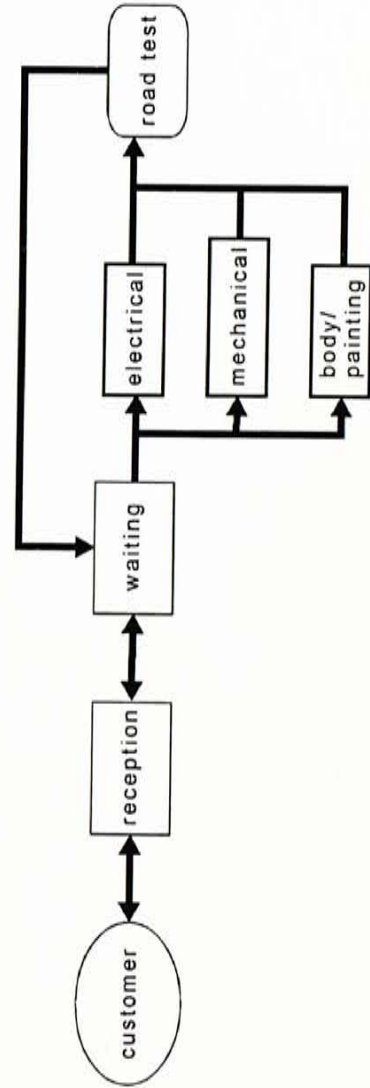 customer
reception
waiting
electrical
mechanical
body/
painting
road test